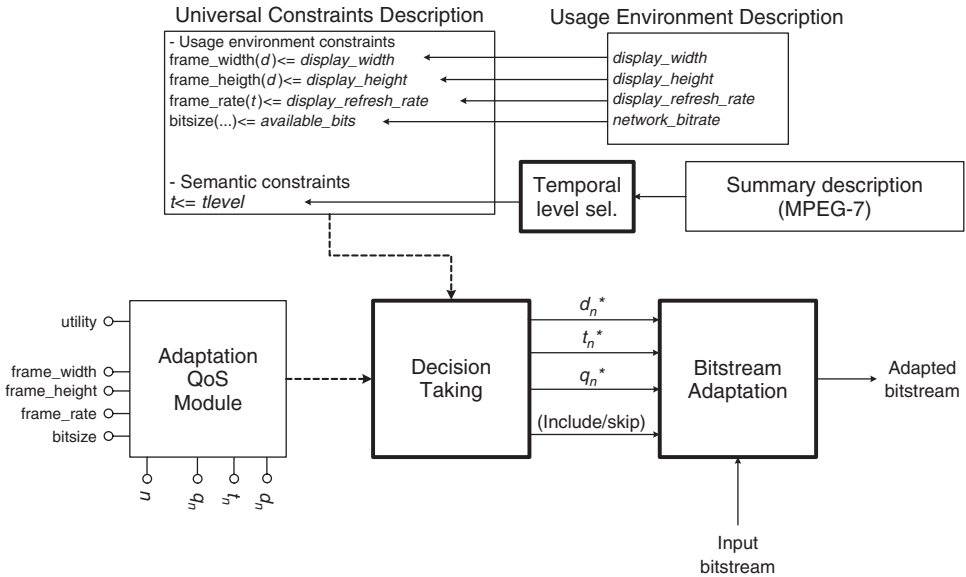 Universal Constraints Description
Usage Environment Description
- Usage environment constraints
frame_width(d)<= display_width
frame_heigth(d)<= display_height
frame_rate(t)<= display_refresh_rate
bitsize(...)<= available_bits
display_width
display_height
display_refresh_rate
network_bitrate
- Semantic constraints
t<= tlevel
Temporal
level sel.
Summary description
(MPEG-7)
utility
frame_width
frame_height
frame_rate
bitsize
Adaptation
QoS
Module
n
qn
tn
dn
Decision
Taking
dn*
tn*
qn*
(Include/skip)
Bitstream
Adaptation
Adapted
bitstream
Input
bitstream